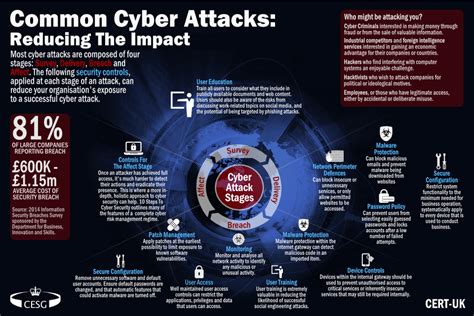 Common Cyber Attacks:
Reducing The Impact
Most cyber attacks are composed of four
stages: Survey, Delivery, Breach and
Affect. The following security controls,
applied at each stage of an attack, can
reduce your organisation's exposure
to a successful cyber attack.
Who might be attacking you?
Cyber Criminals interested in making money through
fraud or from the sale of valuable information.
Industrial competitors and foreign intelligence
services interested in gaining an economic
advantage for their companies or countries.
Hackers who find interfering with computer
systems an enjoyable challenge.
Hacktivists who wish to attack companies for
political or ideological motives.
Employees, or those who have legitimate access,
either by accidental or deliberate misuse.
81%
OF LARGE COMPANIES
REPORTING BREACH
£600K -
£1.15m
AVERAGE COST OF
SECURITY BREACH
Source: 2014 Information
Security Breaches Survey
sponsored by the
Department for Business,
Innovation and Skills.
User Education
Train all users to consider what they include in
publicly available documents and web content.
Users should also be aware of the risks from
discussing work-related topics on social media, and
the potential of being targeted by phishing attacks.
Controls For
The Affect Stage
Once an attacker has achieved full
access, it's much harder to detect
their actions and eradicate their
presence. This is where a more
in-depth, holistic approach to
cyber security can help. 10 Steps To
Cyber Security outlines many of
the features of a complete cyber
risk management regime.
Survey
Delivery
Breach
Affect
Cyber
Attack
Stages
Network Perimeter
Defences
Can block insecure or
unnecessary
services, or only
allow permitted
websites to be
accessed.
Malware
Protection
Can block malicious
emails and prevent
malware being
downloaded from
websites.
Password Policy
Can prevent users from
selecting easily guessed
passwords and locks
accounts after a low
number of failed
attempts.
Secure
Configuration
Restrict system
functionality to the
minimum needed for
business operation,
systematically apply
to every device that
is used to conduct
business.
Patch Management
Apply patches at the earliest
possibility to limit exposure to
known software
vulnerabilities.
Monitoring
Monitor and analyse all
network activity to identify
any malicious or
unusual activity.
Malware Protection
Malware protection within the
internet gateway can detect
malicious code in an imported
item.
Secure Configuration
Remove unnecessary software and default
user accounts. Ensure default passwords are
changed, and that automatic features that
could activate malware are turned off.
User Access
Well maintained user access
controls can restrict the
applications, privileges and
data that users can access.
User Training
User training is extremely
valuable in reducing the
likelihood of successful
social engineering attacks.
Device Controls
Devices within the internal gateway should be
used to prevent unauthorised access to
critical services or inherently insecure
services that may still be required internally.
CESG
CERT-UK